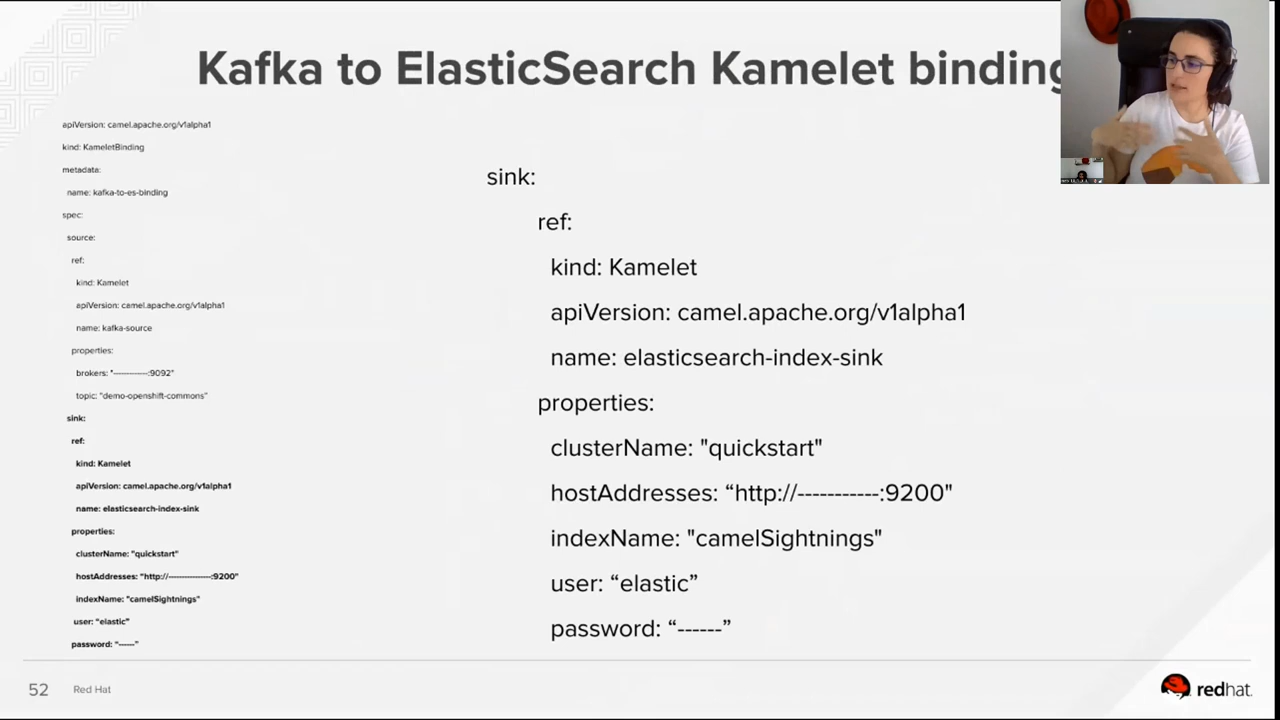 Kafka to ElasticSearch Kamelet binding
apiVersion: camel.apache.org/v1alpha1
kind: KameletBinding
metadata:
name: kafka-to-es-binding
spec:
source:
ref:
kind: Kamelet
apiVersion: camel.apache.org/v1alpha1
name: kafka-source
properties:
brokers: "------------:9092"
topic: "demo-openshift-commons"
sink:
ref:
kind: Kamelet
apiVersion: camel.apache.org/v1alpha1
name: elasticsearch-index-sink
properties:
clusterName: "quickstart"
hostAddresses: "http://---------------:9200"
indexName: "camelSightnings"
user: “elastic”
password: “------”
sink:
ref:
kind: Kamelet
apiVersion: camel.apache.org/v1alpha1
name: elasticsearch-index-sink
properties:
clusterName: "quickstart"
hostAddresses: “http://-----------:9200"
indexName: "camelSightnings"
user: “elastic”
password: “------”
52
Red Hat
redhat.